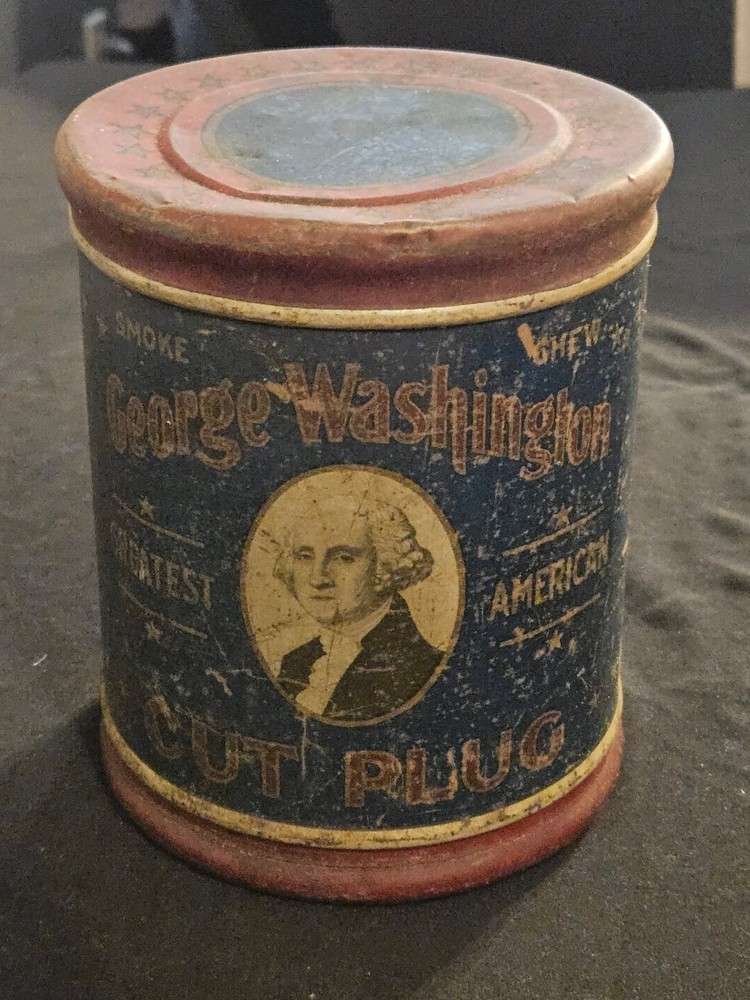 SMOKE CHEW
George Washington
GREATEST AMERICAN
CUT PLUG